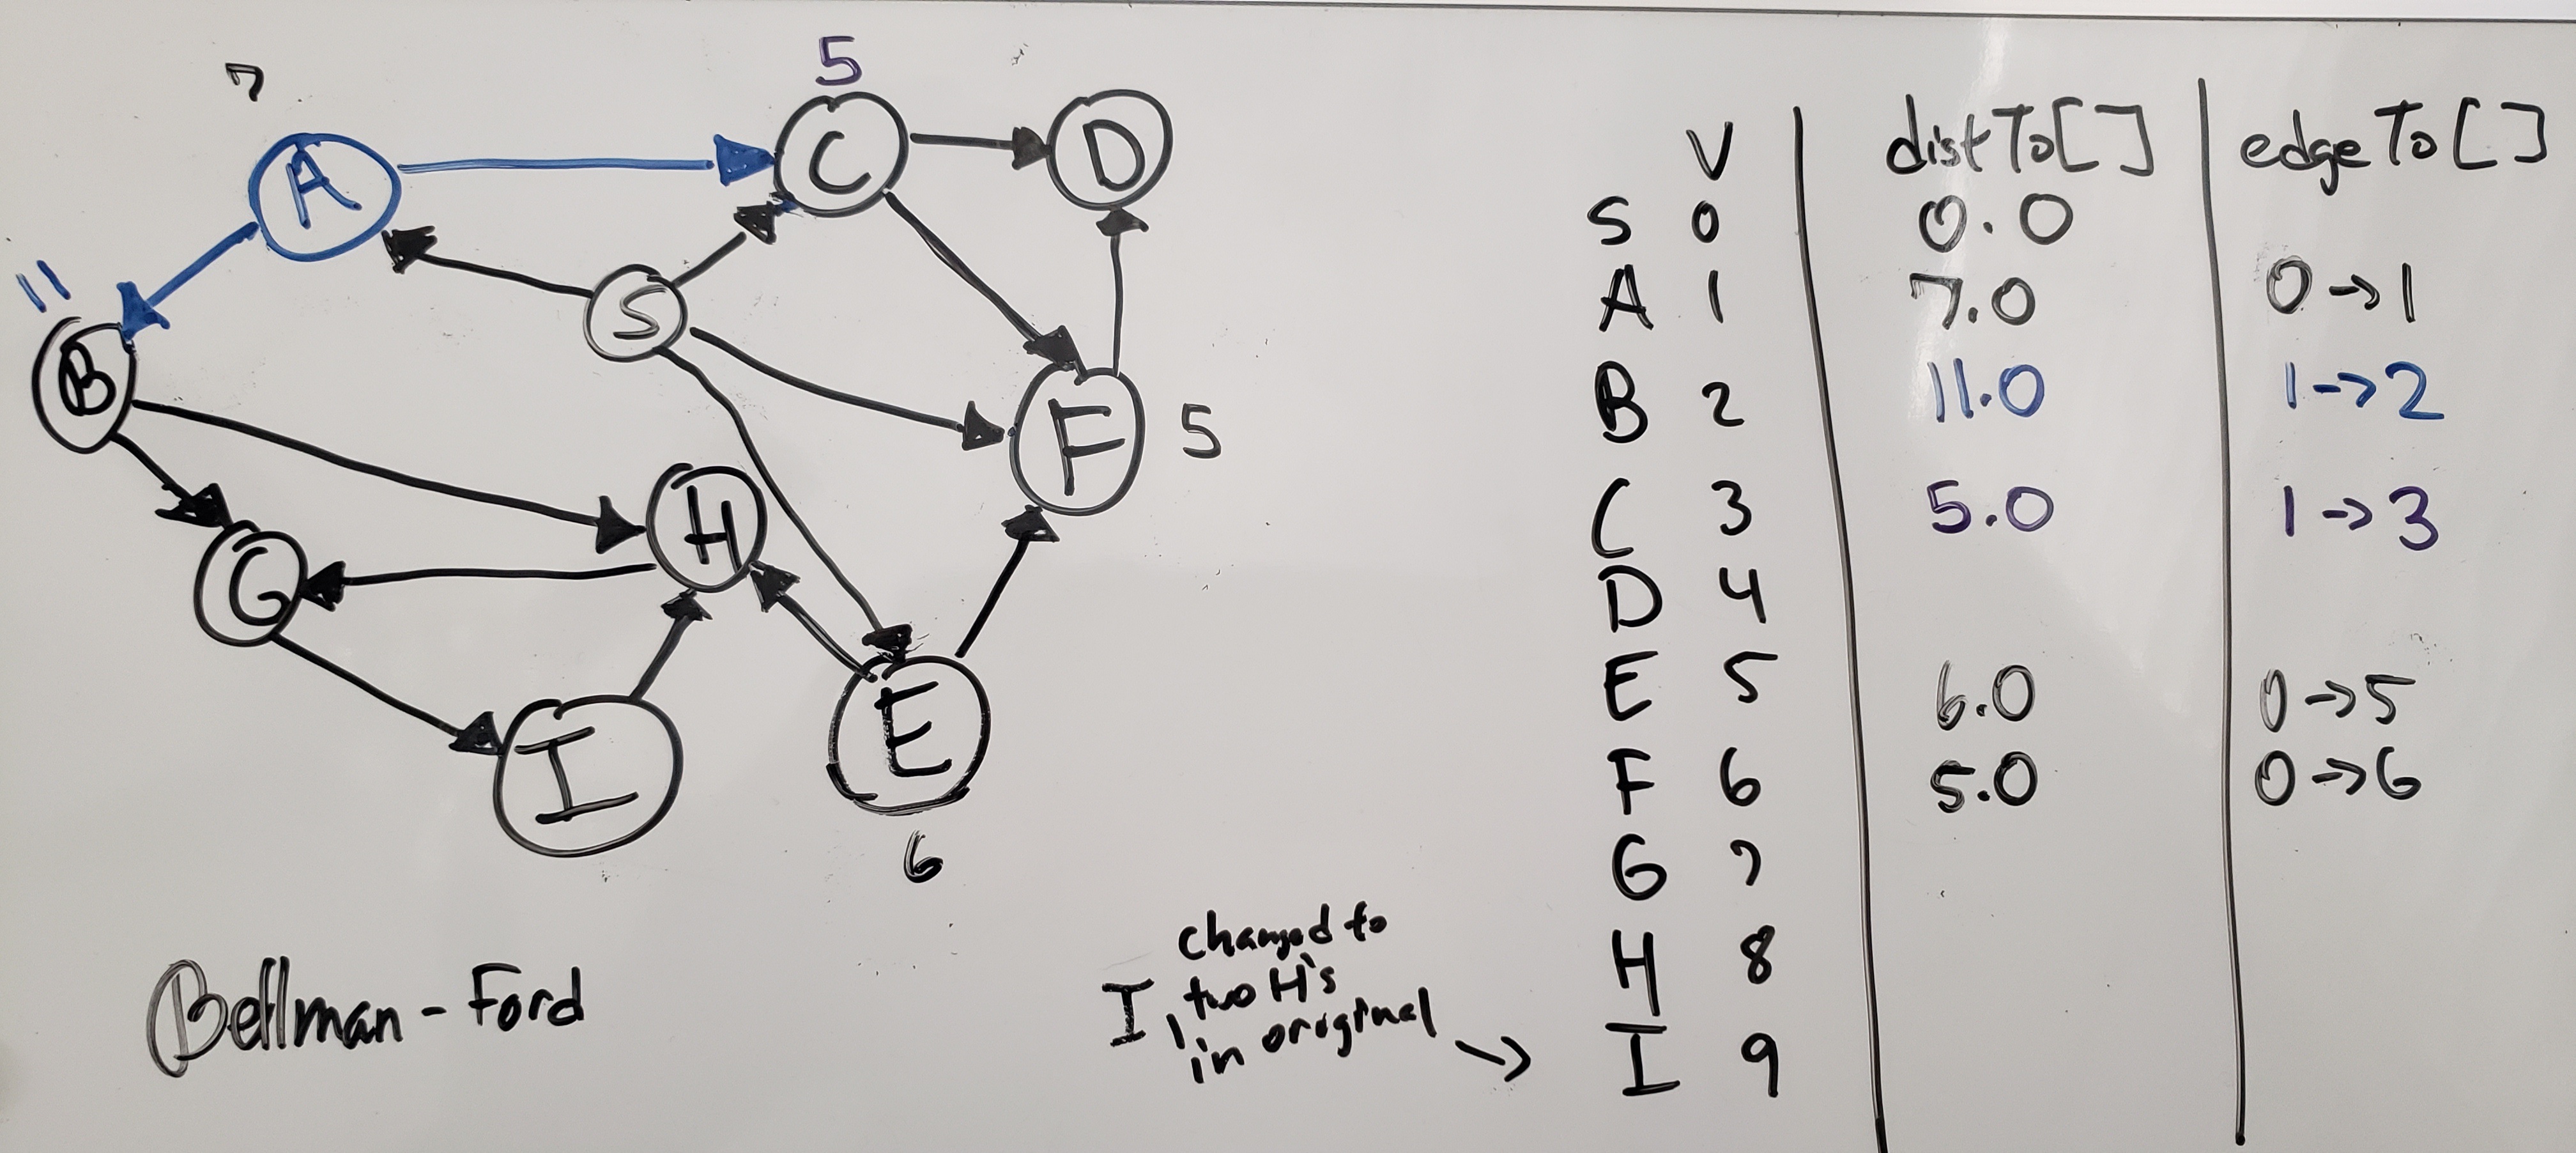 7
5
A
C
D
S
11
B
F
5
H
G
E
I
6
Bellman-Ford
I, changed to
two H's
in original →
V distTo[] edgeTo[]
S 0 0.0
A 1 7.0 0→1
B 2 11.0 1→2
C 3 5.0 1→3
D 4
E 5 6.0 0→5
F 6 5.0 0→6
G 7
H 8
I 9